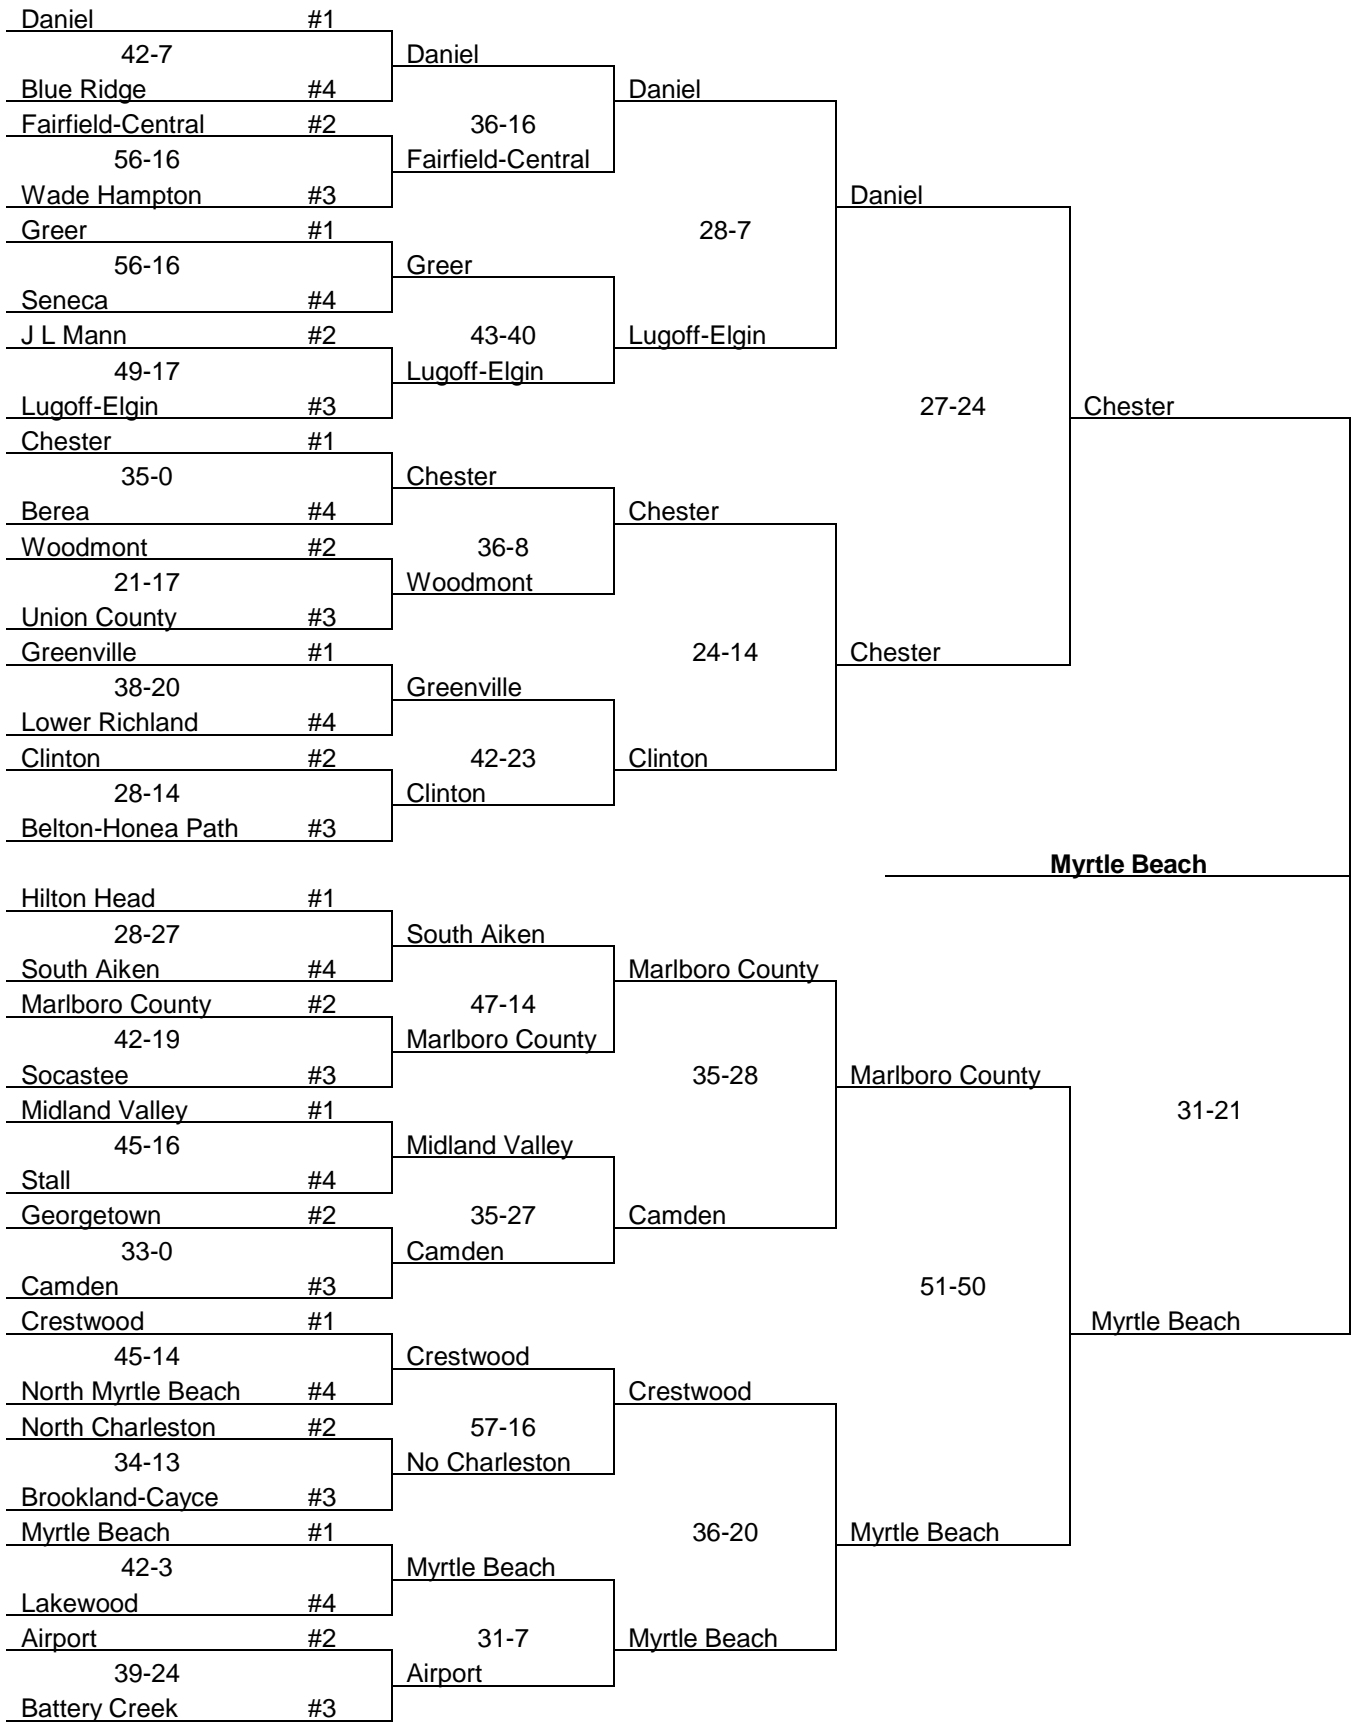 Daniel #1
42-7 Daniel
Blue Ridge #4 Daniel
Fairfield-Central #2 36-16
56-16 Fairfield-Central
Wade Hampton #3 Daniel
Greer #1 28-7
56-16 Greer
Seneca #4
J L Mann #2 43-40 Lugoff-Elgin
49-17 Lugoff-Elgin
Lugoff-Elgin #3 27-24 Chester
Chester #1
35-0 Chester
Berea #4 Chester
Woodmont #2 36-8
21-17 Woodmont
Union County #3
Greenville #1 24-14 Chester
38-20 Greenville
Lower Richland #4
Clinton #2 42-23 Clinton
28-14 Clinton
Belton-Honea Path #3
Myrtle Beach
Hilton Head #1
28-27 South Aiken
South Aiken #4 Marlboro County
Marlboro County #2 47-14
42-19 Marlboro County
Socastee #3 35-28 Marlboro County
Midland Valley #1 31-21
45-16 Midland Valley
Stall #4
Georgetown #2 35-27 Camden
33-0 Camden
Camden #3 51-50
Crestwood #1 Myrtle Beach
45-14 Crestwood
North Myrtle Beach #4 Crestwood
North Charleston #2 57-16
34-13 No Charleston
Brookland-Cayce #3
Myrtle Beach #1 36-20 Myrtle Beach
42-3 Myrtle Beach
Lakewood #4
Airport #2 31-7 Myrtle Beach
39-24 Airport
Battery Creek #3